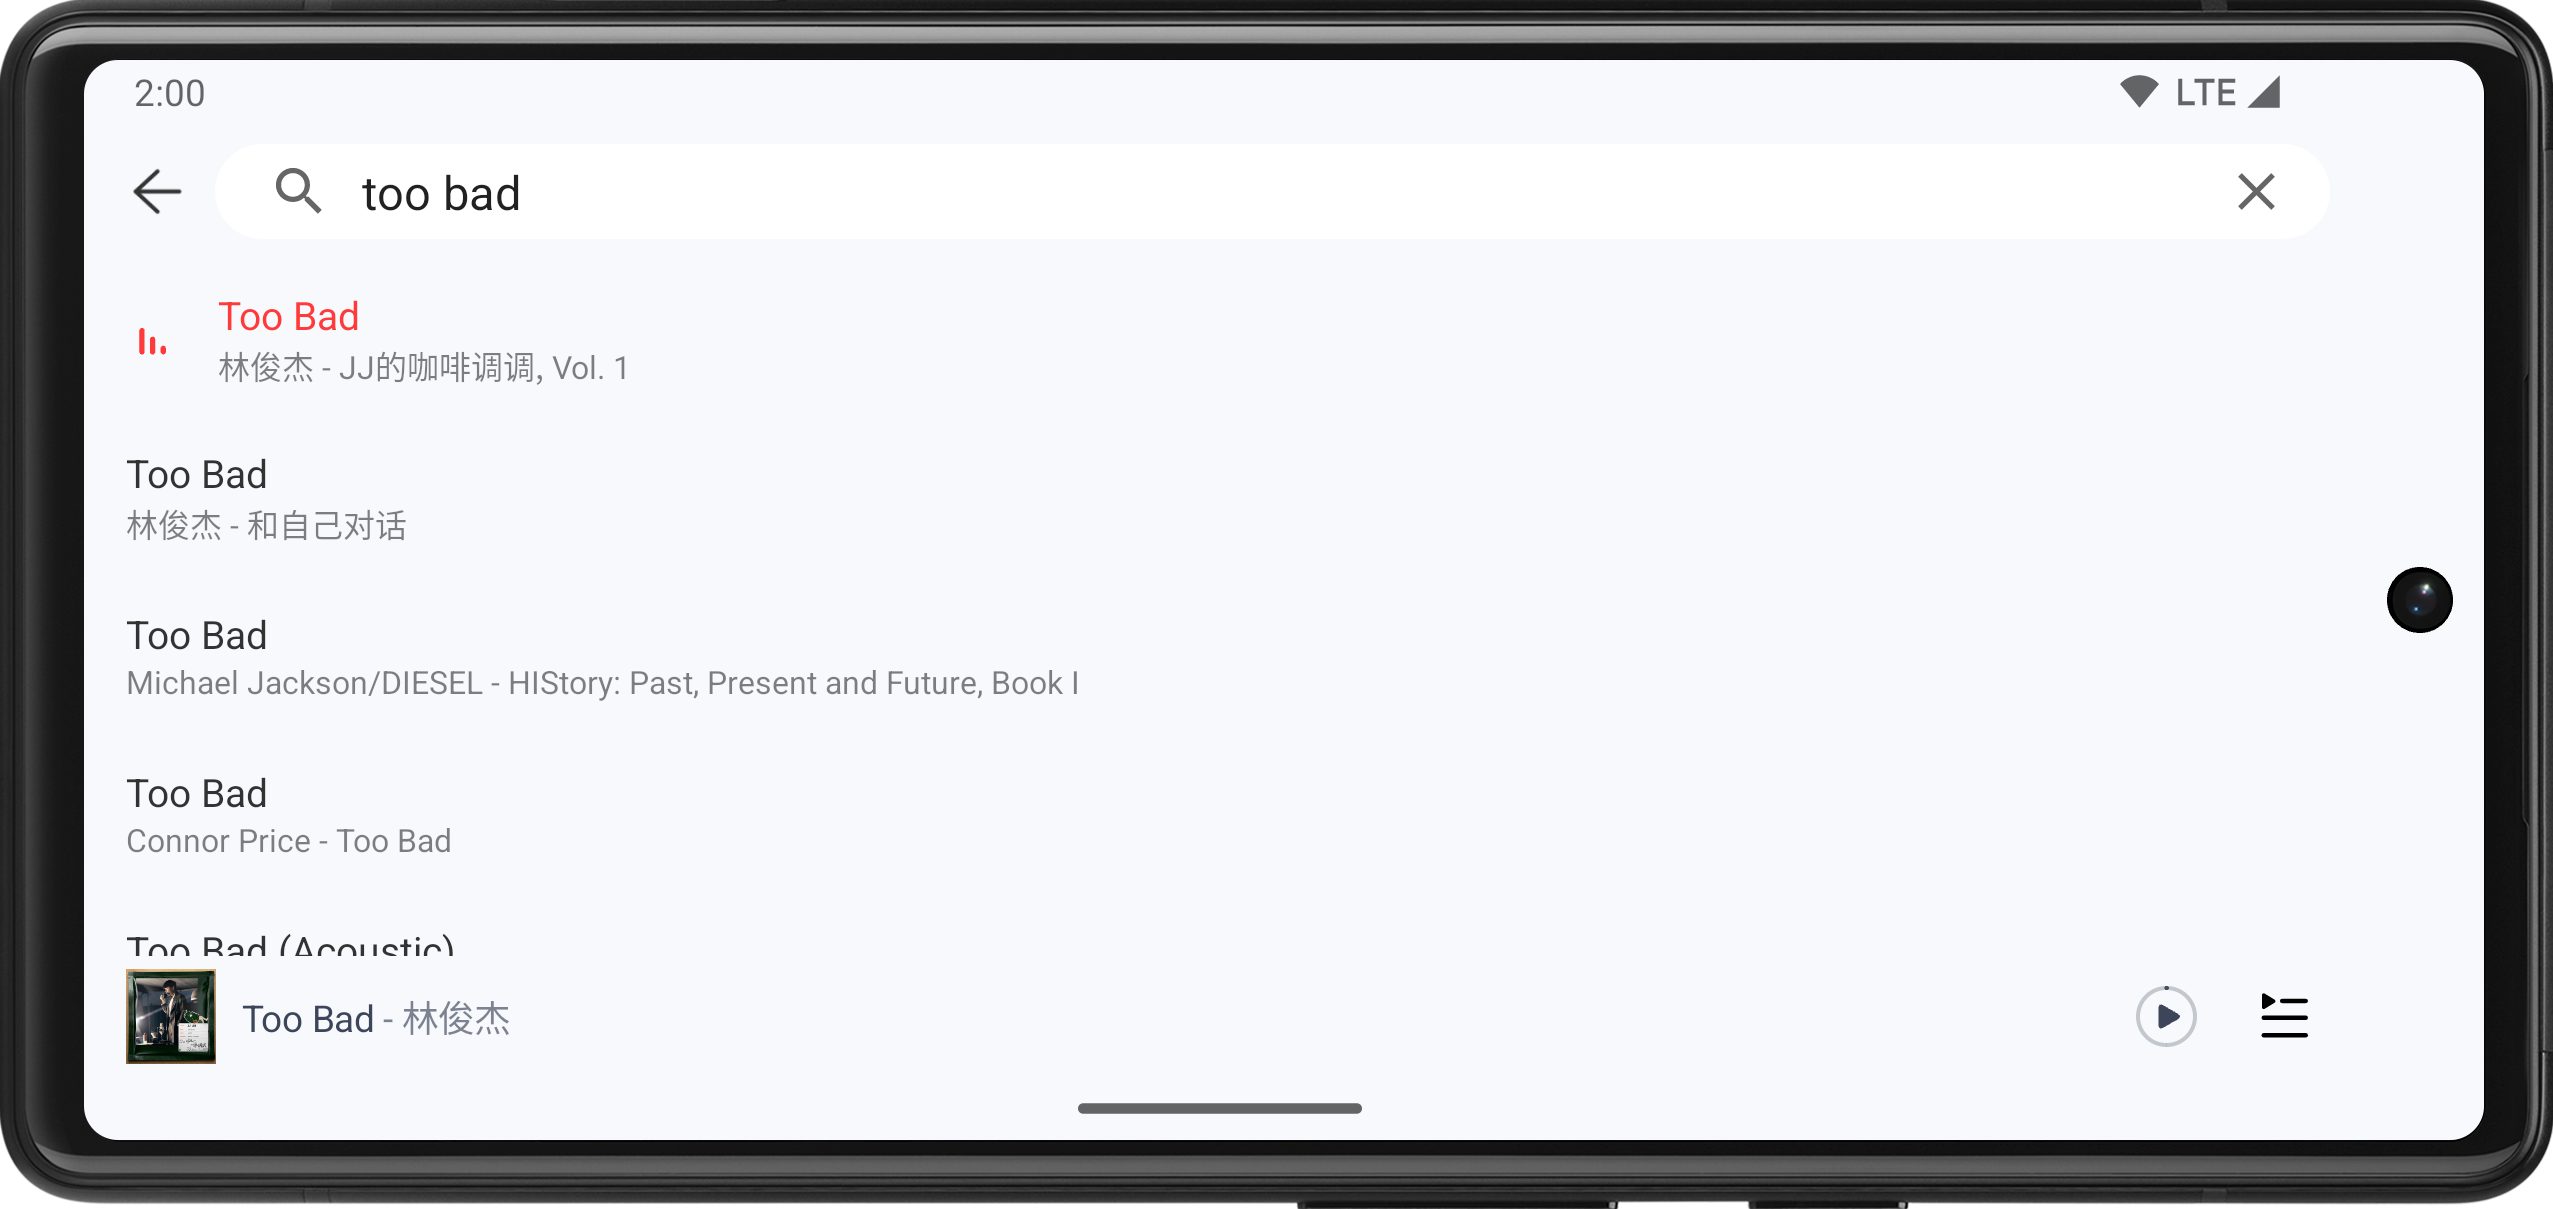 2:00
LTE
too bad
Too Bad
林俊杰 - JJ的咖啡调调, Vol. 1
Too Bad
林俊杰 - 和自己对话
Too Bad
Michael Jackson/DIESEL - HIStory: Past, Present and Future, Book I
Too Bad
Connor Price - Too Bad
Too Bad (Acoustic)
Too Bad - 林俊杰